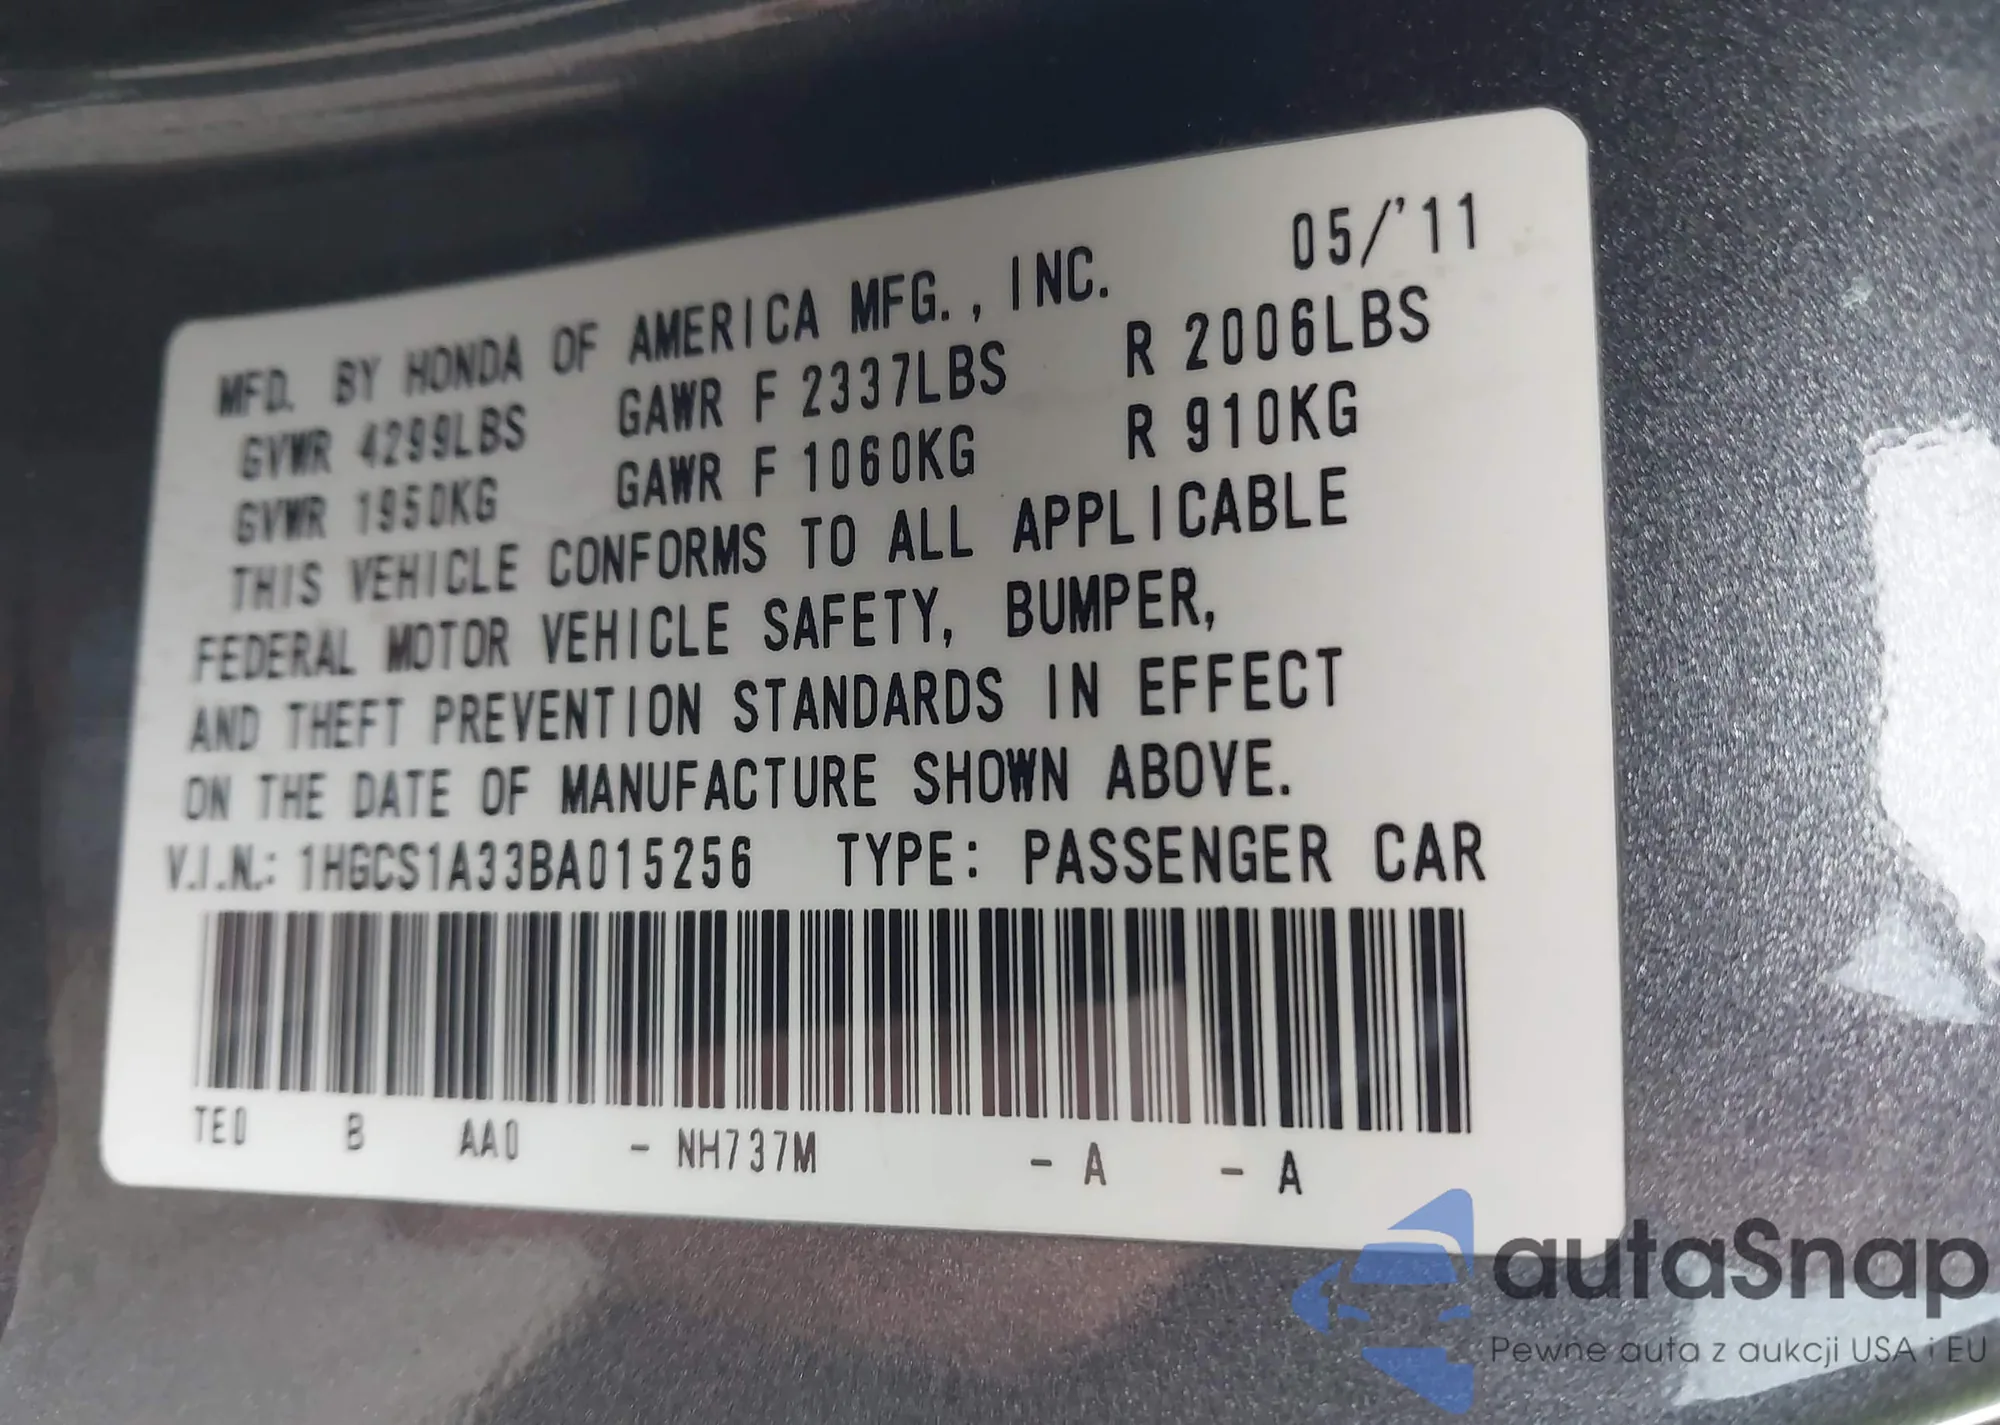 05/'11
MFD. BY HONDA OF AMERICA MFG., INC.
GVWR 4299LBS GAWR F 2337LBS R 2006LBS
GVWR 1950KG GAWR F 1060KG R 910KG
THIS VEHICLE CONFORMS TO ALL APPLICABLE
FEDERAL MOTOR VEHICLE SAFETY, BUMPER,
AND THEFT PREVENTION STANDARDS IN EFFECT
ON THE DATE OF MANUFACTURE SHOWN ABOVE.
V.I.N.: 1HGCS1A33BA015256 TYPE: PASSENGER CAR
TE0 B AA0 - NH737M - A - A
autaSnap
Pewne auta z aukcji USA i EU